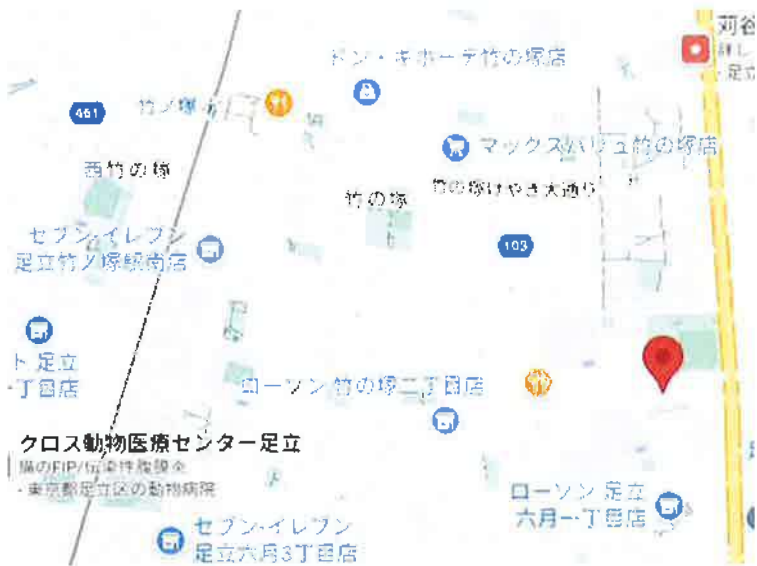 苅谷
ドン・キホーテ竹の塚店
461
マックスバリュ竹の塚店
西竹の塚
竹の塚けやき大通り
竹の塚
セブン-イレブン
足立竹ノ塚駅南店
103
ト 足立
丁目店
ローソン 竹の塚二丁目店
クロス動物医療センター足立
猫のFIP/伝染性腹膜炎
・東京都足立区の動物病院
ローソン 足立
六月一丁目店
セブン-イレブン
足立六月3丁目店